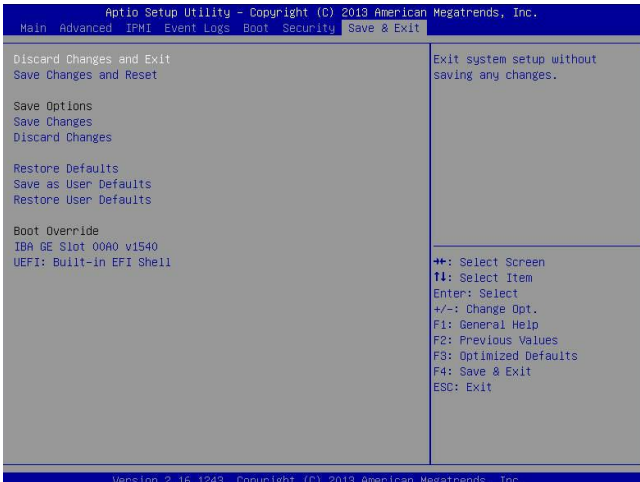 Aptio Setup Utility – Copyright (C) 2013 American Megatrends, Inc.
Main Advanced IPMI Event Logs Boot Security Save & Exit
Discard Changes and Exit
Save Changes and Reset
Save Options
Save Changes
Discard Changes
Restore Defaults
Save as User Defaults
Restore User Defaults
Boot Override
IBA GE Slot 00A0 v1540
UEFI: Built-in EFI Shell
Exit system setup without
saving any changes.
→←: Select Screen
↑↓: Select Item
Enter: Select
+/-: Change Opt.
F1: General Help
F2: Previous Values
F3: Optimized Defaults
F4: Save & Exit
ESC: Exit
Version 2.16.1243. Copyright (C) 2013 American Megatrends, Inc.